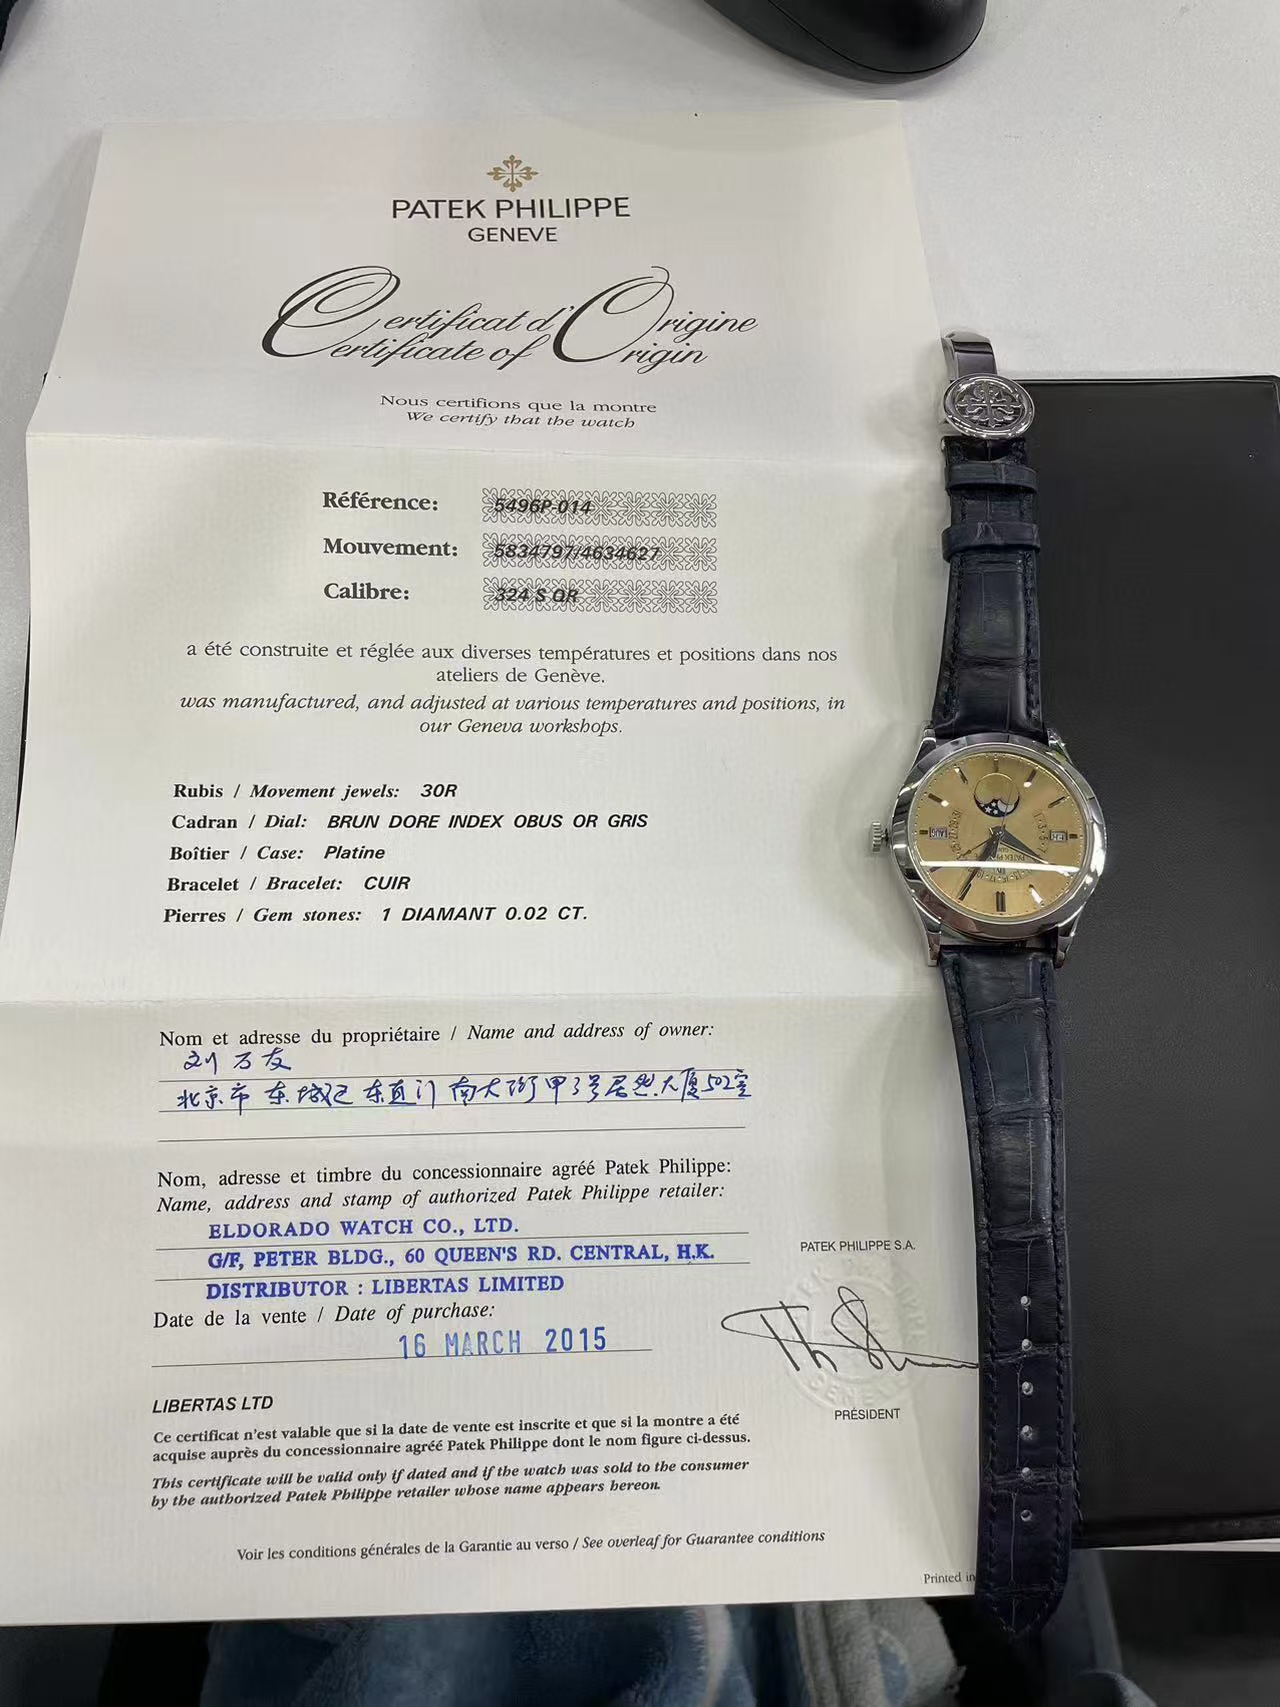 PATEK PHILIPPE
GENEVE
Certificat d'Origine
Certificate of Origin
Nous certifions que la montre
We certify that the watch
Référence: 5496P-014
Mouvement: 5834797/4634627
Calibre: 324 S QR
a été construite et réglée aux diverses températures et positions dans nos
ateliers de Genève.
was manufactured, and adjusted at various temperatures and positions, in
our Geneva workshops.
Rubis / Movement jewels: 30R
Cadran / Dial: BRUN DORE INDEX OBUS OR GRIS
Boîtier / Case: Platine
Bracelet / Bracelet: CUIR
Pierres / Gem stones: 1 DIAMANT 0.02 CT.
Nom et adresse du propriétaire / Name and address of owner:
刘万友
北京市东城区东直门南大街甲3号居然大厦502室
Nom, adresse et timbre du concessionnaire agréé Patek Philippe:
Name, address and stamp of authorized Patek Philippe retailer:
ELDORADO WATCH CO., LTD.
G/F, PETER BLDG., 60 QUEEN'S RD. CENTRAL, H.K.
DISTRIBUTOR : LIBERTAS LIMITED
Date de la vente / Date of purchase:
16 MARCH 2015
PATEK PHILIPPE S.A.
PRÉSIDENT
LIBERTAS LTD
Ce certificat n'est valable que si la date de vente est inscrite et que si la montre a été
acquise auprès du concessionnaire agréé Patek Philippe dont le nom figure ci-dessus.
This certificate will be valid only if dated and if the watch was sold to the consumer
by the authorized Patek Philippe retailer whose name appears hereon.
Voir les conditions générales de la Garantie au verso / See overleaf for Guarantee conditions
Printed in
PATEK PHILIPPE
GENEVE